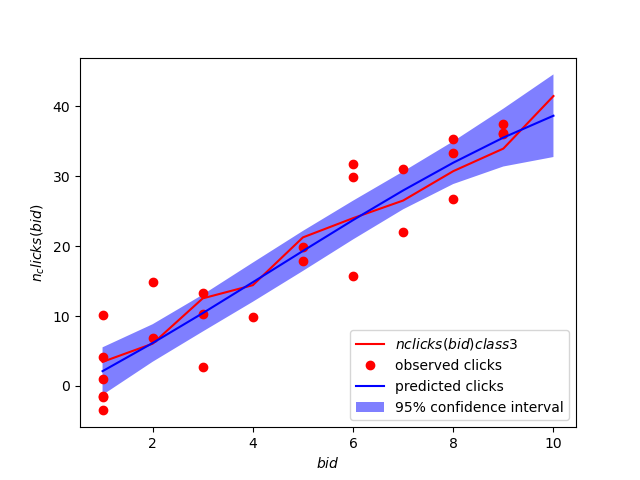 n_clicks(bid)
40
30
20
10
0
nclicks(bid)class3
observed clicks
predicted clicks
95% confidence interval
2
4
6
8
10
bid